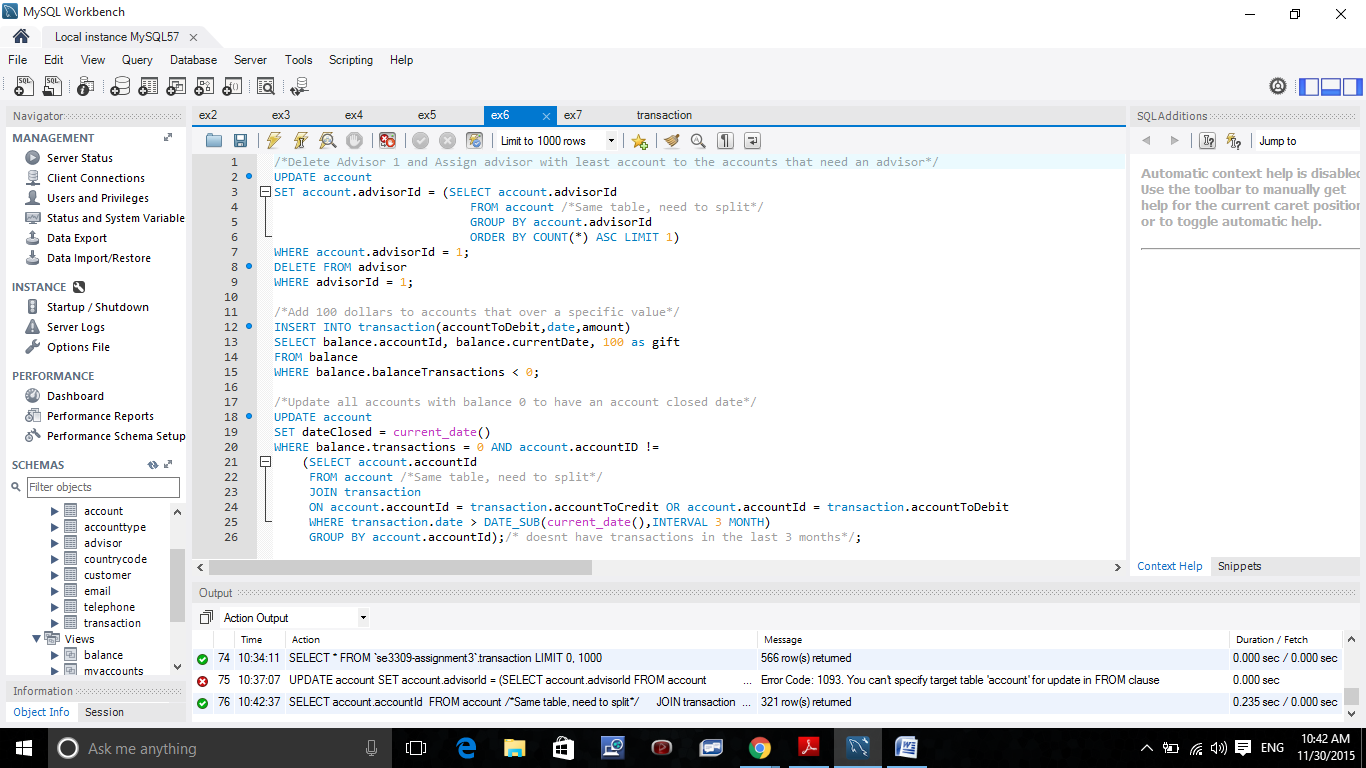 MySQL Workbench
Local instance MySQL57
File Edit View Query Database Server Tools Scripting Help
Navigator
MANAGEMENT
Server Status
Client Connections
Users and Privileges
Status and System Variable
Data Export
Data Import/Restore
INSTANCE
Startup / Shutdown
Server Logs
Options File
PERFORMANCE
Dashboard
Performance Reports
Performance Schema Setup
SCHEMAS
Filter objects
account
accounttype
advisor
countrycode
customer
email
telephone
transaction
Views
balance
myaccounts
Information
Object Info Session
ex2 ex3 ex4 ex5 ex6 ex7 transaction
Limit to 1000 rows
1 /*Delete Advisor 1 and Assign advisor with least account to the accounts that need an advisor*/
2 UPDATE account
3 SET account.advisorId = (SELECT account.advisorId
4 FROM account /*Same table, need to split*/
5 GROUP BY account.advisorId
6 ORDER BY COUNT(*) ASC LIMIT 1)
7 WHERE account.advisorId = 1;
8 DELETE FROM advisor
9 WHERE advisorId = 1;
10
11 /*Add 100 dollars to accounts that over a specific value*/
12 INSERT INTO transaction(accountToDebit,date,amount)
13 SELECT balance.accountId, balance.currentDate, 100 as gift
14 FROM balance
15 WHERE balance.balanceTransactions < 0;
16
17 /*Update all accounts with balance 0 to have an account closed date*/
18 UPDATE account
19 SET dateClosed = current_date()
20 WHERE balance.transactions = 0 AND account.accountID !=
21 (SELECT account.accountId
22 FROM account /*Same table, need to split*/
23 JOIN transaction
24 ON account.accountId = transaction.accountToCredit OR account.accountId = transaction.accountToDebit
25 WHERE transaction.date > DATE_SUB(current_date(),INTERVAL 3 MONTH)
26 GROUP BY account.accountId);/* doesnt have transactions in the last 3 months*/;
SQLAdditions
Jump to
Automatic context help is disabled
Use the toolbar to manually get
help for the current caret position
or to toggle automatic help.
Context Help Snippets
Output
Action Output
Time Action Message Duration / Fetch
74 10:34:11 SELECT * FROM `se3309-assignment3`.transaction LIMIT 0, 1000 566 row(s) returned 0.000 sec / 0.000 sec
75 10:37:07 UPDATE account SET account.advisorId = (SELECT account.advisorId FROM account ... Error Code: 1093. You can't specify target table 'account' for update in FROM clause 0.000 sec
76 10:42:37 SELECT account.accountId FROM account /*Same table, need to split*/ JOIN transaction ... 321 row(s) returned 0.235 sec / 0.000 sec
Ask me anything
ENG
10:42 AM
11/30/2015